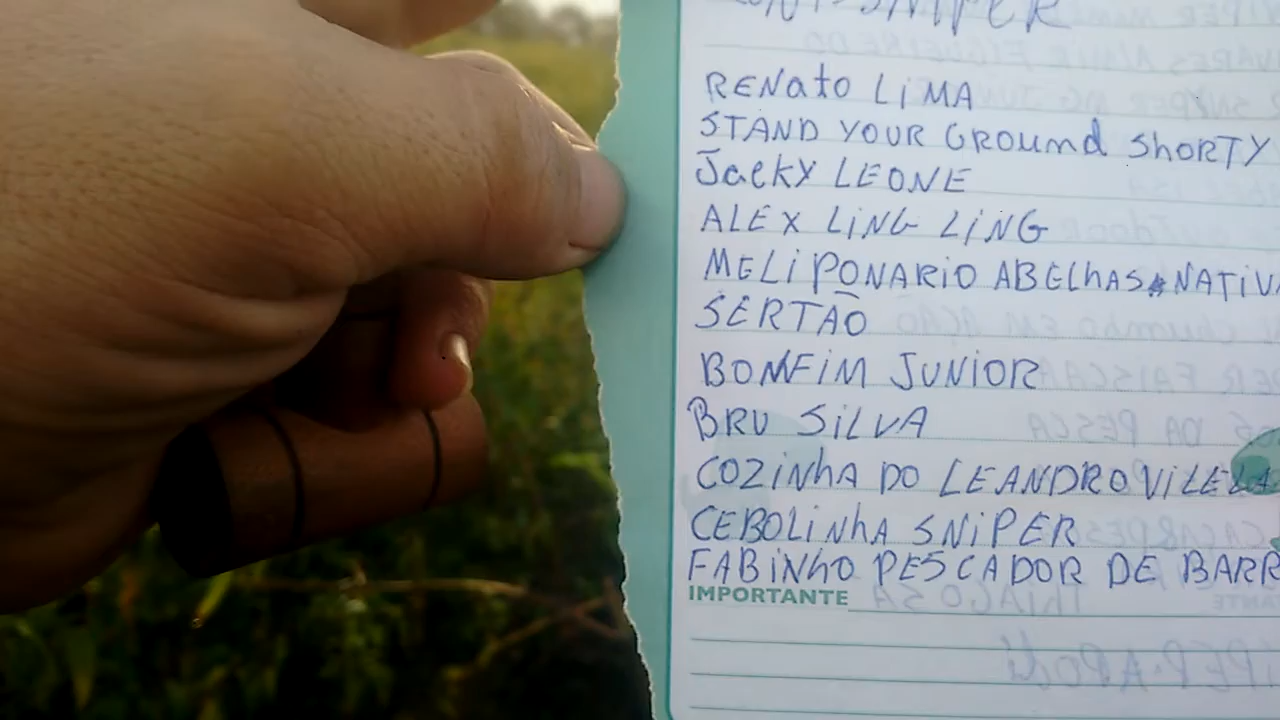 RENATO LIMA
STAND YOUR GROUND SHORTY
JACKY LEONE
ALEX LING LING
MELIPONARIO ABELHAS NATIVA
SERTÃO
BOMFIM JUNIOR
BRU SILVA
COZINHA DO LEANDRO VILELA
CEBOLINHA SNIPER
FABINHO PESCADOR DE BARR
IMPORTANTE